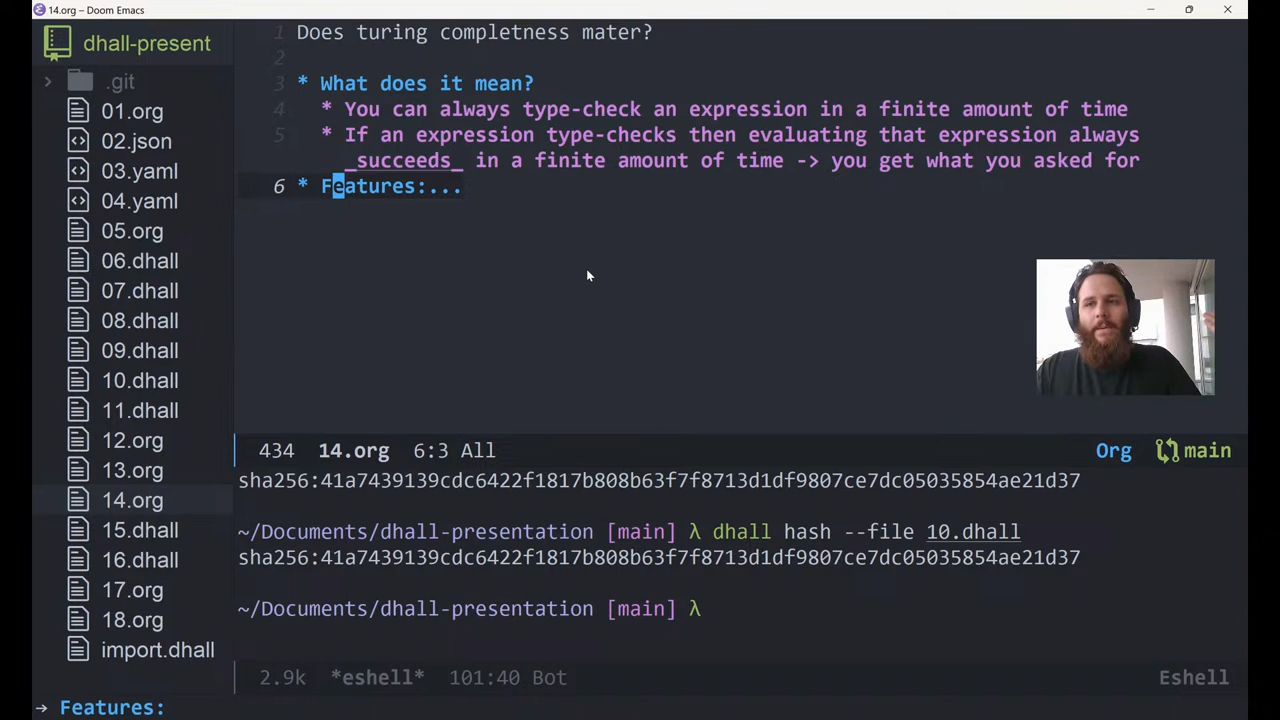 14.org – Doom Emacs
dhall-present
.git
01.org
02.json
03.yaml
04.yaml
05.org
06.dhall
07.dhall
08.dhall
09.dhall
10.dhall
11.dhall
12.org
13.org
14.org
15.dhall
16.dhall
17.org
18.org
import.dhall
1 Does turing completness mater?
2
3 * What does it mean?
4 * You can always type-check an expression in a finite amount of time
5 * If an expression type-checks then evaluating that expression always
_succeeds_ in a finite amount of time -> you get what you asked for
6 * Features:...
434 14.org 6:3 All Org main
sha256:41a7439139cdc6422f1817b808b63f7f8713d1df9807ce7dc05035854ae21d37
~/Documents/dhall-presentation [main] λ dhall hash --file 10.dhall
sha256:41a7439139cdc6422f1817b808b63f7f8713d1df9807ce7dc05035854ae21d37
~/Documents/dhall-presentation [main] λ
2.9k *eshell* 101:40 Bot Eshell
→ Features: